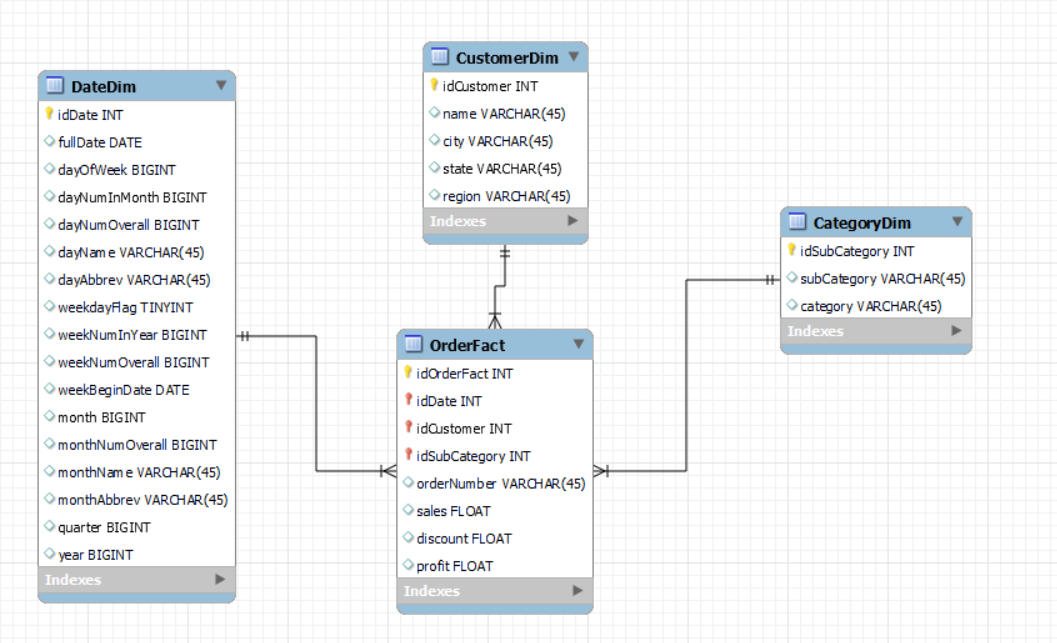 DateDim
idDate INT
fullDate DATE
dayOfWeek BIGINT
dayNumInMonth BIGINT
dayNumOverall BIGINT
dayName VARCHAR(45)
dayAbbrev VARCHAR(45)
weekdayFlag TINYINT
weekNumInYear BIGINT
weekNumOverall BIGINT
weekBeginDate DATE
month BIGINT
monthNumOverall BIGINT
monthName VARCHAR(45)
monthAbbrev VARCHAR(45)
quarter BIGINT
year BIGINT
Indexes
CustomerDim
idCustomer INT
name VARCHAR(45)
city VARCHAR(45)
state VARCHAR(45)
region VARCHAR(45)
Indexes
OrderFact
idOrderFact INT
idDate INT
idCustomer INT
idSubCategory INT
orderNumber VARCHAR(45)
sales FLOAT
discount FLOAT
profit FLOAT
Indexes
CategoryDim
idSubCategory INT
subCategory VARCHAR(45)
category VARCHAR(45)
Indexes